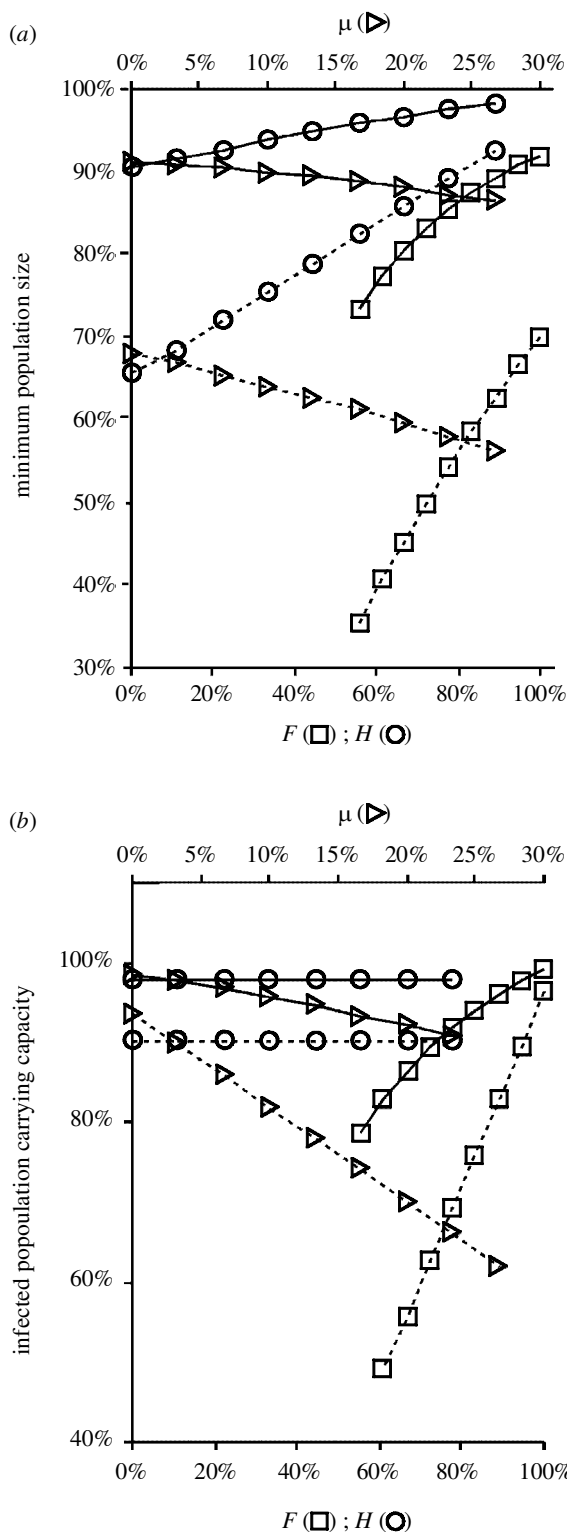 (a)
μ (▷)
0% 5% 10% 15% 20% 25% 30%
100%
90%
80%
70%
60%
50%
40%
30%
minimum population size
0% 20% 40% 60% 80% 100%
F (□) ; H (○)
(b)
μ (▷)
0% 5% 10% 15% 20% 25% 30%
100%
80%
60%
40%
infected popoulation carrying capacity
0% 20% 40% 60% 80% 100%
F (□) ; H (○)